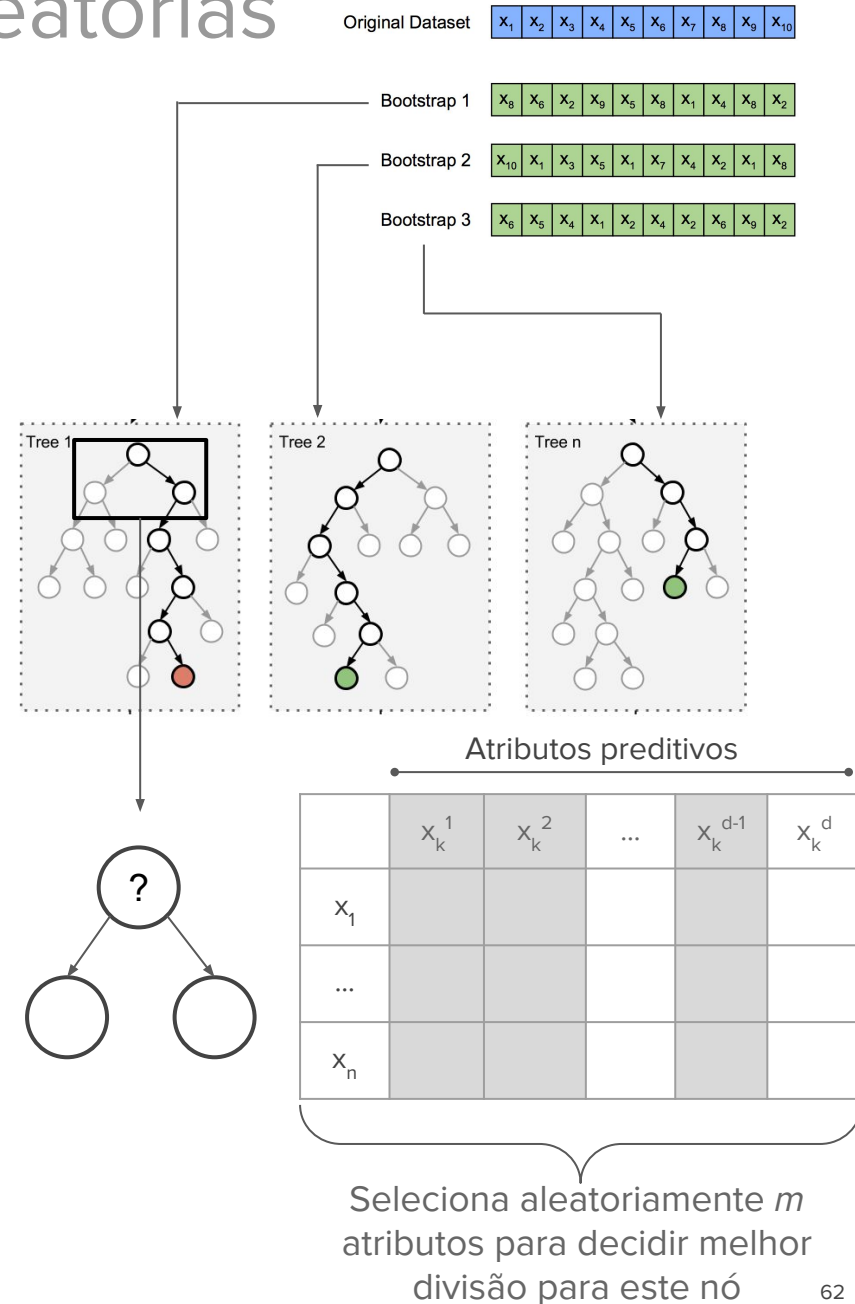 eatórias
Original Dataset x1 x2 x3 x4 x5 x6 x7 x8 x9 x10
Bootstrap 1 x8 x6 x2 x9 x5 x8 x1 x4 x8 x2
Bootstrap 2 x10 x1 x3 x5 x1 x7 x4 x2 x1 x8
Bootstrap 3 x6 x5 x4 x1 x2 x4 x2 x6 x9 x2
Tree 1 Tree 2 Tree n
Atributos preditivos
xk1 xk2 ... xkd-1 xkd
?
x1
...
xn
Seleciona aleatoriamente m
atributos para decidir melhor
divisão para este nó
62